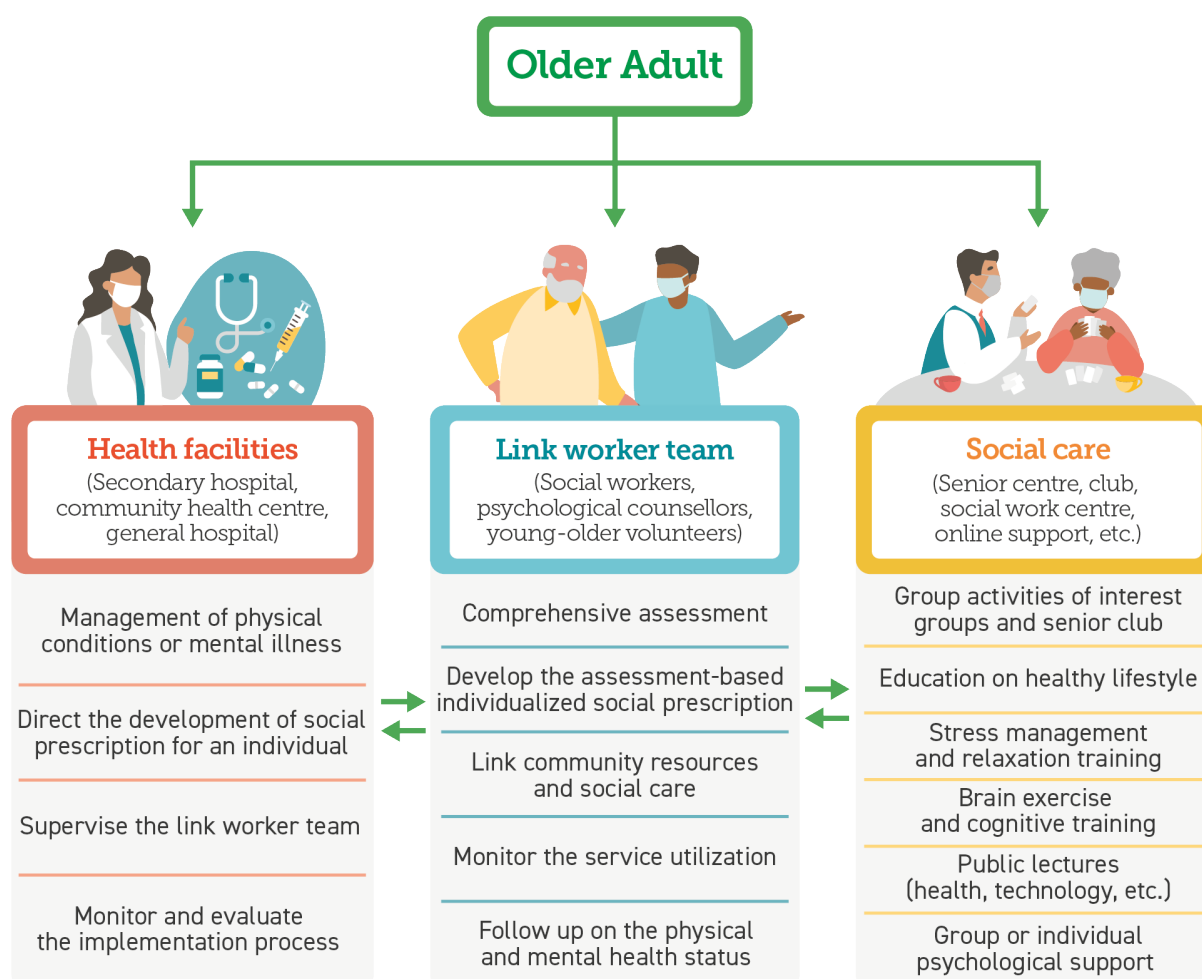 Older Adult
Health facilities
(Secondary hospital,
community health centre,
general hospital)
Management of physical
conditions or mental illness
Direct the development of social
prescription for an individual
Supervise the link worker team
Monitor and evaluate
the implementation process
Link worker team
(Social workers,
psychological counsellors,
young-older volunteers)
Comprehensive assessment
Develop the assessment-based
individualized social prescription
Link community resources
and social care
Monitor the service utilization
Follow up on the physical
and mental health status
Social care
(Senior centre, club,
social work centre,
online support, etc.)
Group activities of interest
groups and senior club
Education on healthy lifestyle
Stress management
and relaxation training
Brain exercise
and cognitive training
Public lectures
(health, technology, etc.)
Group or individual
psychological support